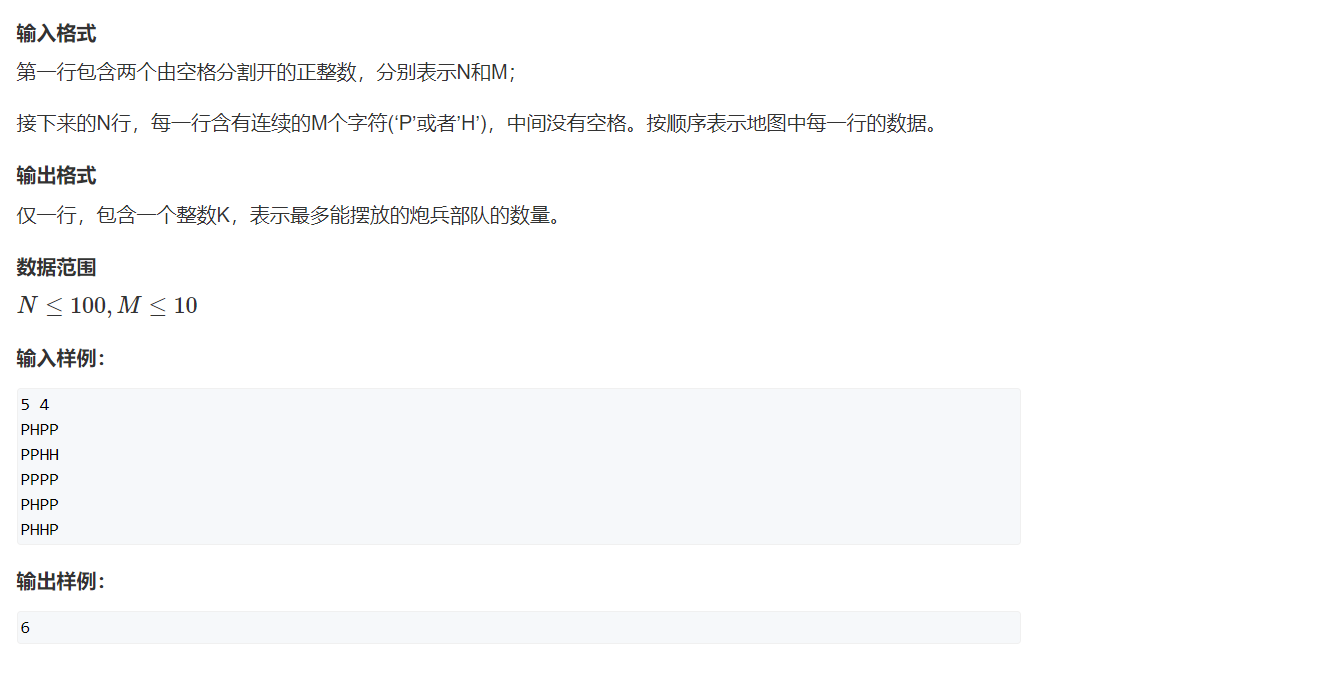 输入格式
第一行包含两个由空格分割开的正整数，分别表示N和M；
接下来的N行，每一行含有连续的M个字符(‘P’或者’H’)，中间没有空格。按顺序表示地图中每一行的数据。
输出格式
仅一行，包含一个整数K，表示最多能摆放的炮兵部队的数量。
数据范围
N ≤ 100, M ≤ 10
输入样例：
5 4
PHPP
PPHH
PPPP
PHPP
PHHP
输出样例：
6